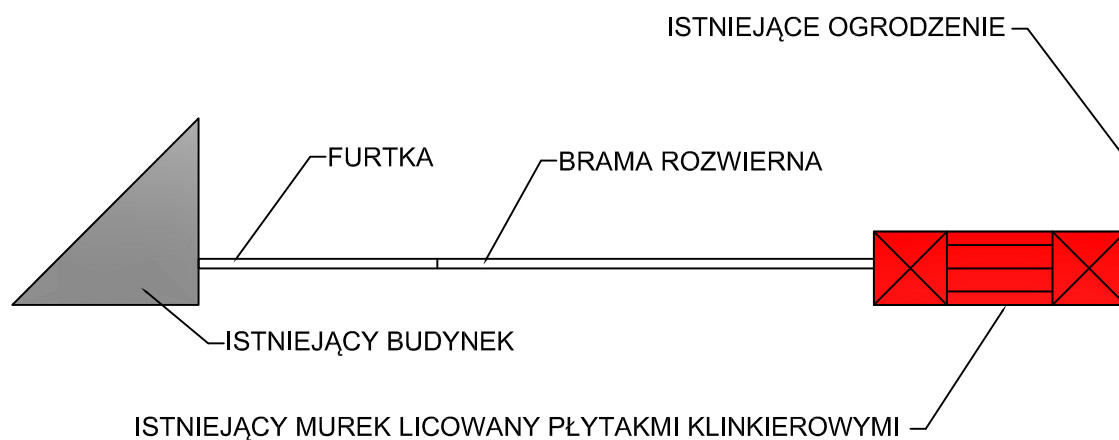 ISTNIEJĄCE OGRODZENIE
FURTKA
BRAMA ROZWIERNA
ISTNIEJĄCY BUDYNEK
ISTNIEJĄCY MUREK LICOWANY PŁYTAKMI KLINKIEROWYMI